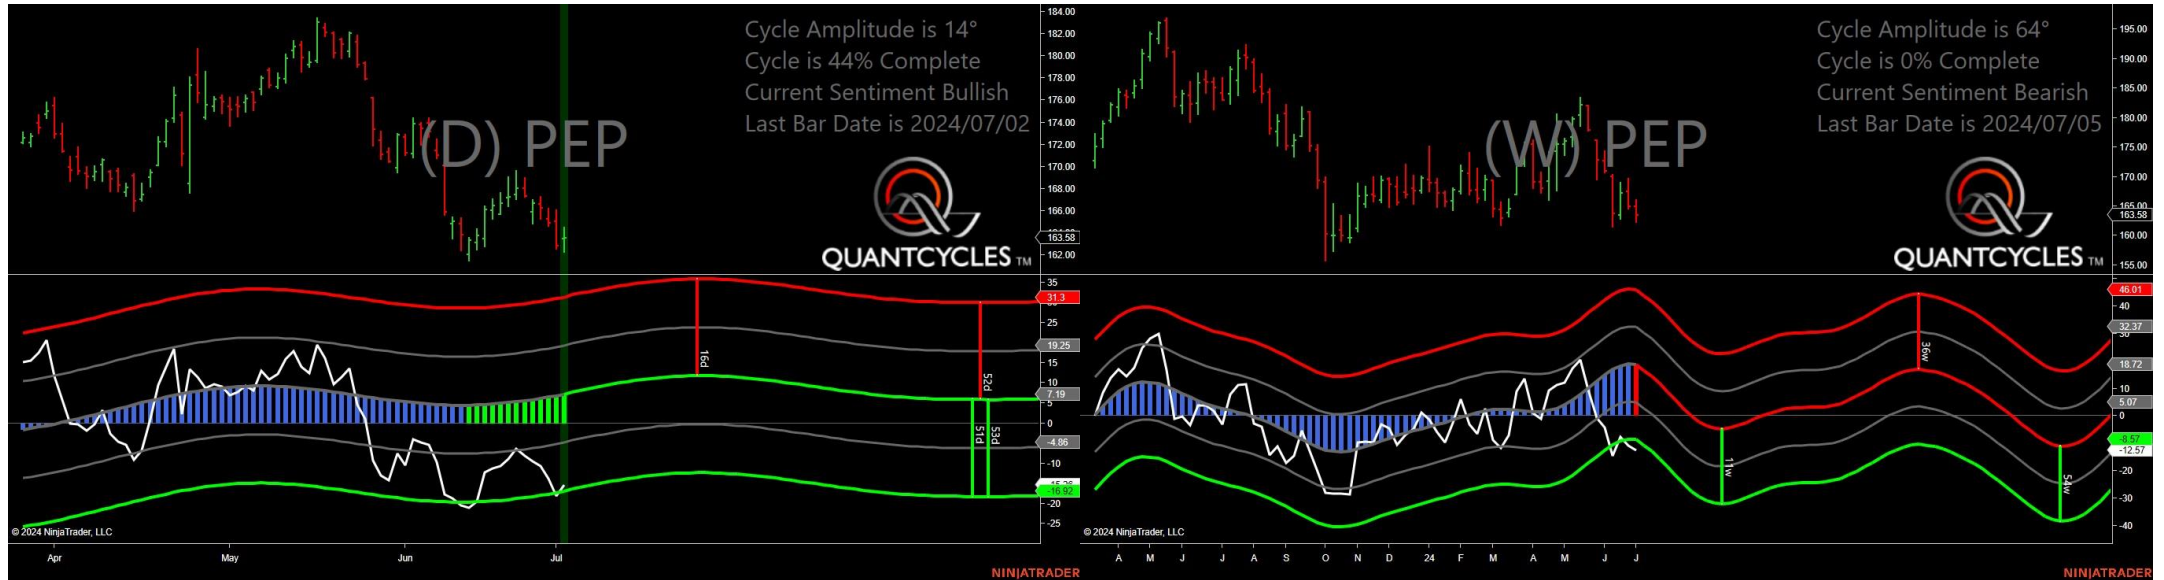 Cycle Amplitude is 14°
Cycle is 44% Complete
Current Sentiment Bullish
Last Bar Date is 2024/07/02
(D) PEP
QUANTCYCLES TM
184.00
182.00
180.00
178.00
176.00
174.00
172.00
170.00
168.00
166.00
163.58
162.00
35
31.3
25
19.25
15
10
7.19
5
0
-4.86
-10
-16.92
-20
-25
16d
52d
51d
53d
© 2024 NinjaTrader, LLC
Apr May Jun Jul
NINJATRADER
Cycle Amplitude is 64°
Cycle is 0% Complete
Current Sentiment Bearish
Last Bar Date is 2024/07/05
(W) PEP
QUANTCYCLES TM
195.00
190.00
185.00
180.00
175.00
170.00
165.00
163.58
160.00
155.00
46.01
40
32.37
18.72
10
5.07
0
-8.57
-12.57
-20
-30
-40
36w
11w
54w
© 2024 NinjaTrader, LLC
A M J J A S O N D 24 F M A M J J
NINJATRADER